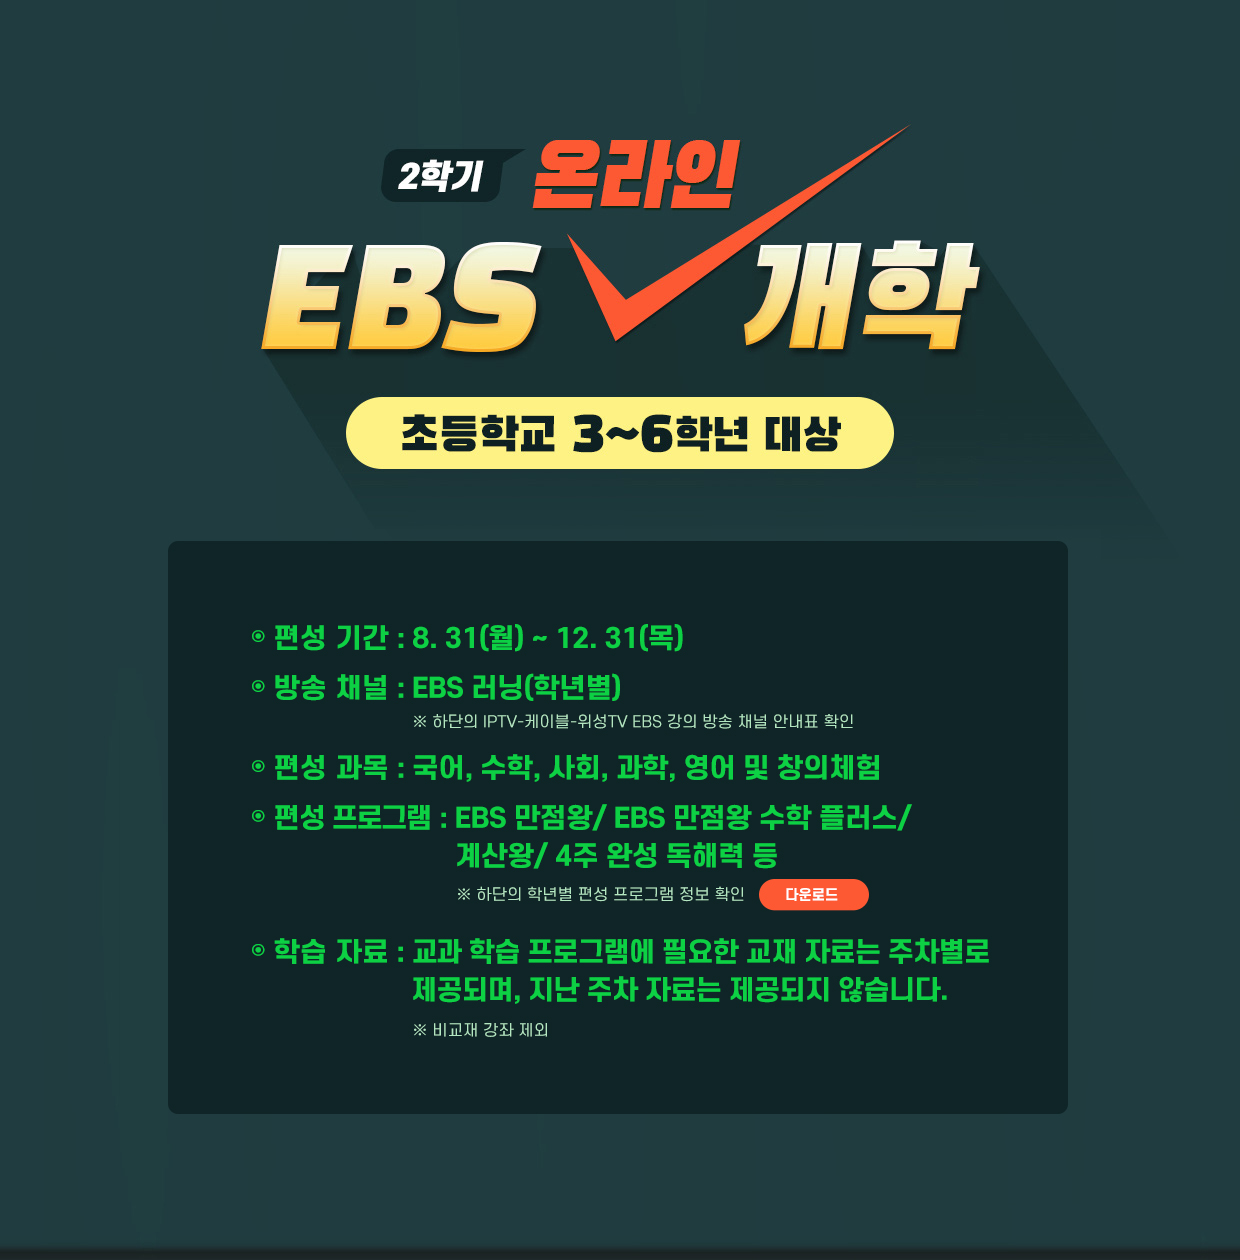 2학기 온라인
EBS 개학
초등학교 3~6학년 대상
편성 기간 : 8. 31(월) ~ 12. 31(목)
방송 채널 : EBS 러닝(학년별)
※ 하단의 IPTV-케이블-위성TV EBS 강의 방송 채널 안내표 확인
편성 과목 : 국어, 수학, 사회, 과학, 영어 및 창의체험
편성 프로그램 : EBS 만점왕/ EBS 만점왕 수학 플러스/
계산왕/ 4주 완성 독해력 등
※ 하단의 학년별 편성 프로그램 정보 확인 다운로드
학습 자료 : 교과 학습 프로그램에 필요한 교재 자료는 주차별로
제공되며, 지난 주차 자료는 제공되지 않습니다.
※ 비교재 강좌 제외